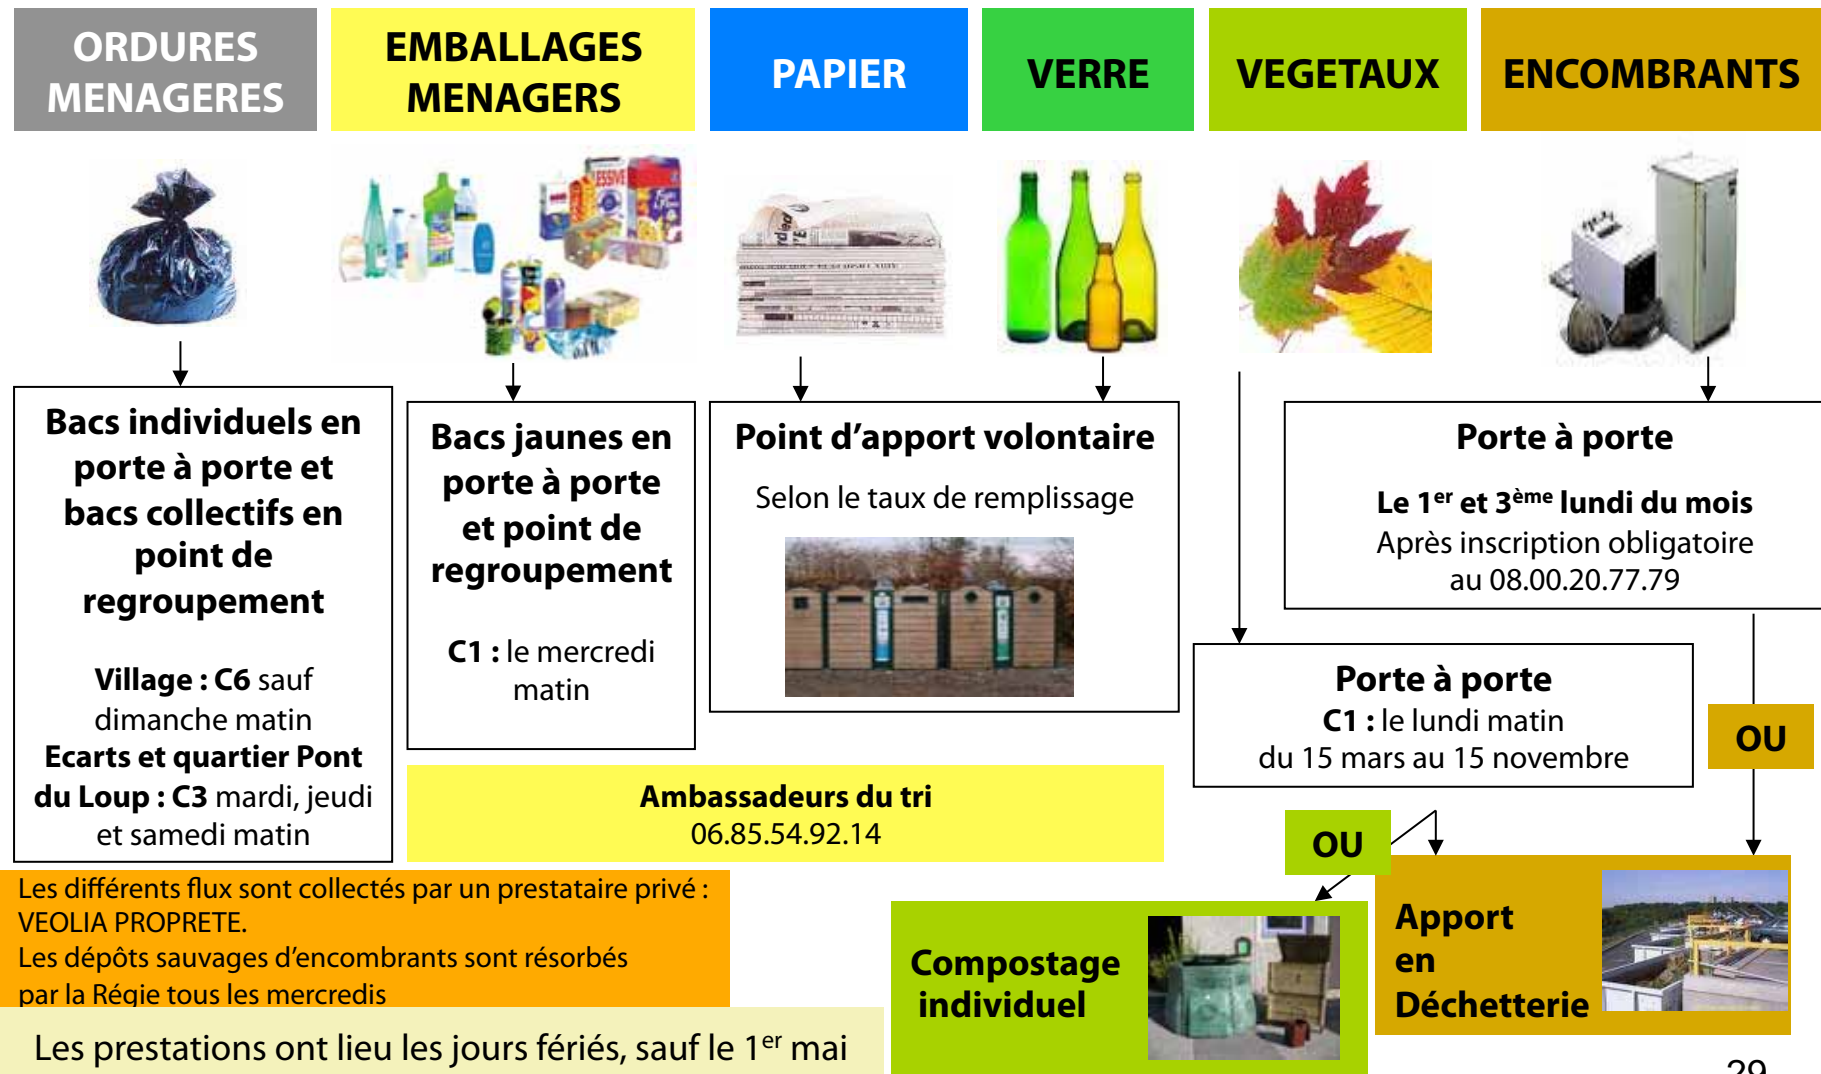 ORDURES
MENAGERES
EMBALLAGES
MENAGERS
PAPIER
VERRE
VEGETAUX
ENCOMBRANTS
ESSIVE
Bacs individuels en
porte à porte et
bacs collectifs en
point de
regroupement
Village : C6 sauf
dimanche matin
Ecarts et quartier Pont
du Loup : C3 mardi, jeudi
et samedi matin
Bacs jaunes en
porte à porte
et point de
regroupement
C1 : le mercredi
matin
Point d’apport volontaire
Selon le taux de remplissage
Porte à porte
Le 1er et 3ème lundi du mois
Après inscription obligatoire
au 08.00.20.77.79
Porte à porte
C1 : le lundi matin
du 15 mars au 15 novembre
OU
Ambassadeurs du tri
06.85.54.92.14
OU
Les différents flux sont collectés par un prestataire privé :
VEOLIA PROPRETE.
Les dépôts sauvages d’encombrants sont résorbés
par la Régie tous les mercredis
Compostage
individuel
Apport
en
Déchetterie
Les prestations ont lieu les jours fériés, sauf le 1er mai
29